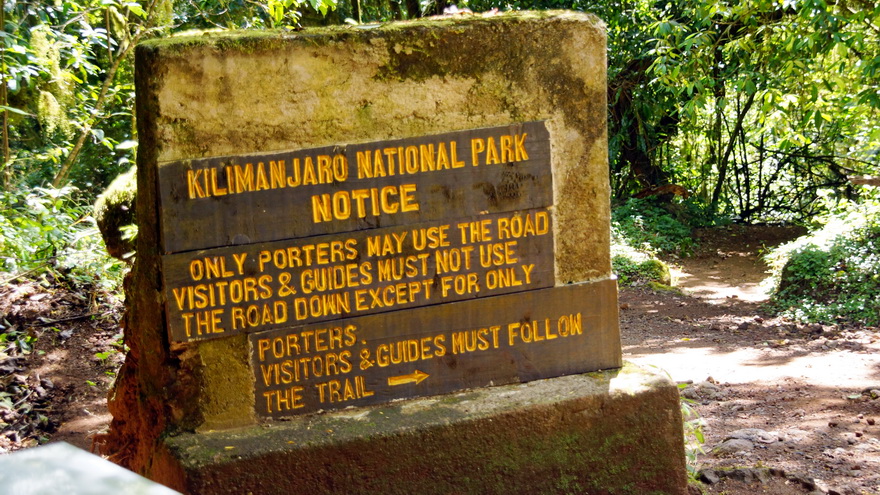 KILIMANJARO NATIONAL PARK
NOTICE
ONLY PORTERS MAY USE THE ROAD
VISITORS & GUIDES MUST NOT USE
THE ROAD DOWN EXCEPT FOR ONLY
PORTERS.
VISITORS & GUIDES MUST FOLLOW
THE TRAIL →